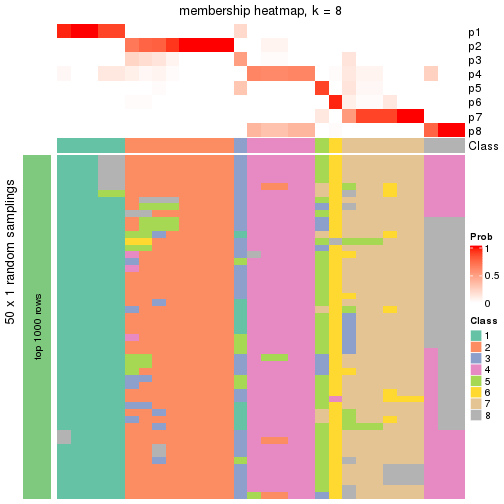 membership heatmap, k = 8
p1
p2
p3
p4
p5
p6
p7
p8
Class
50 x 1 random samplings
top 1000 rows
Prob
1
0.5
0
Class
1
2
3
4
5
6
7
8